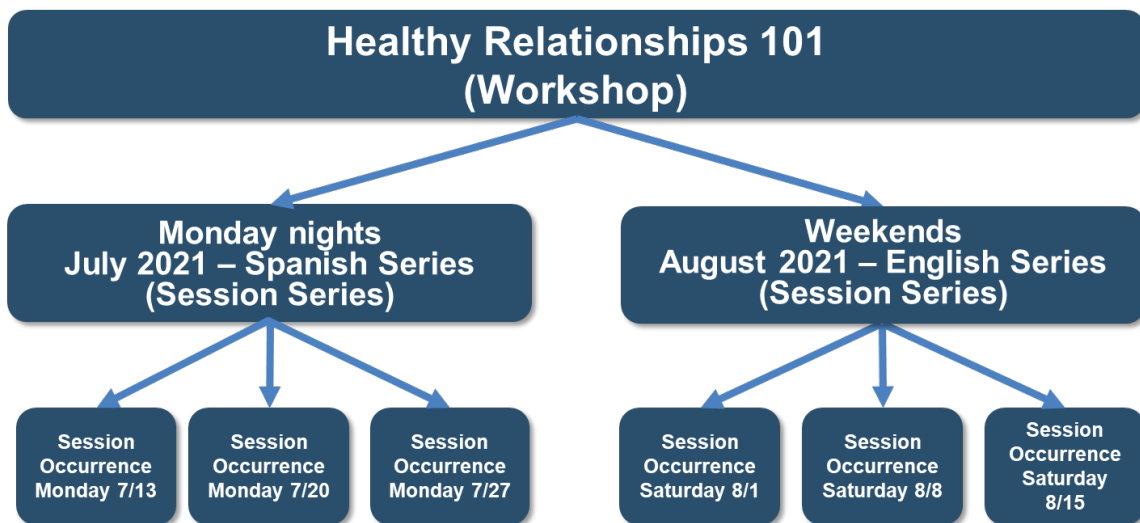 Healthy Relationships 101
(Workshop)
Monday nights
July 2021 – Spanish Series
(Session Series)
Weekends
August 2021 – English Series
(Session Series)
Session
Occurrence
Monday 7/13
Session
Occurrence
Monday 7/20
Session
Occurrence
Monday 7/27
Session
Occurrence
Saturday 8/1
Session
Occurrence
Saturday 8/8
Session
Occurrence
Saturday
8/15